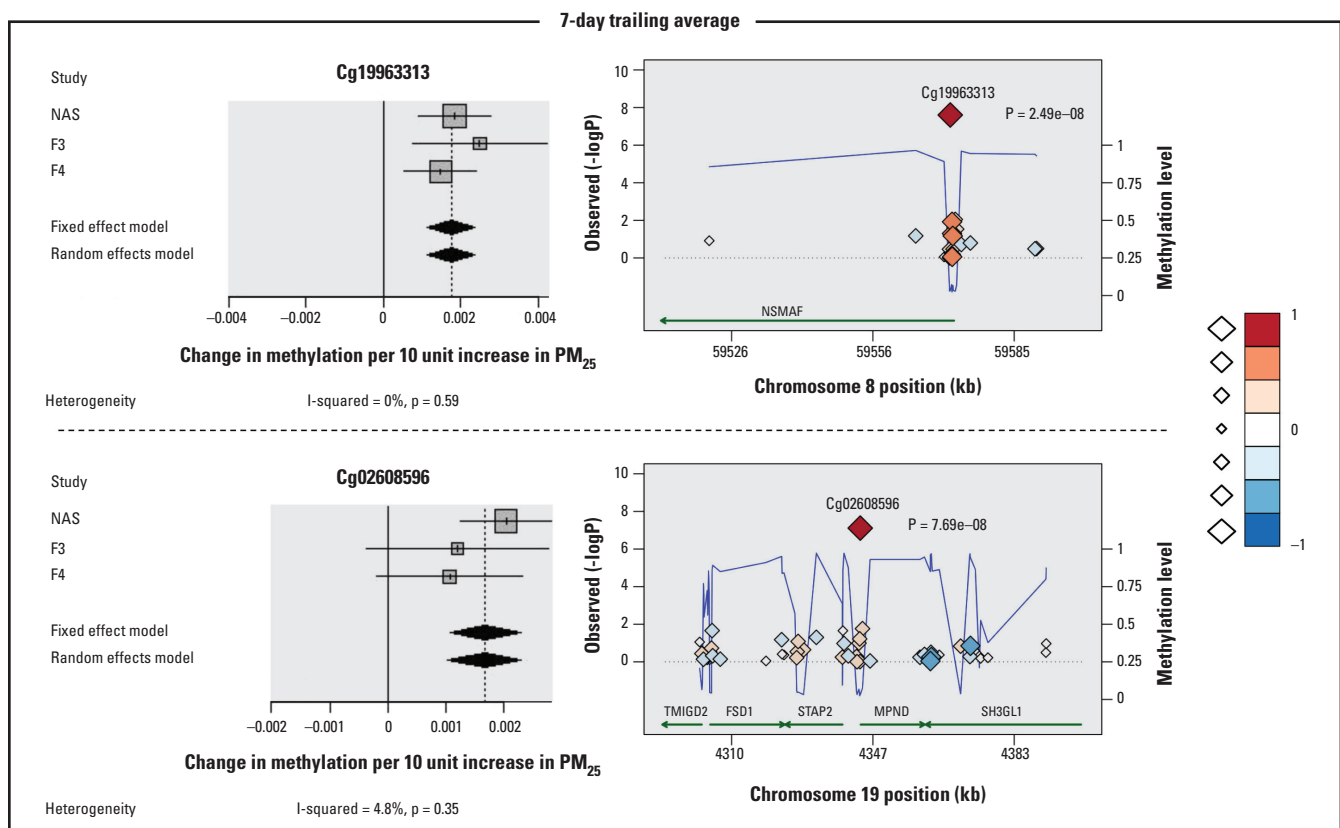 7-day trailing average
Study
Cg19963313
NAS
F3
F4
Fixed effect model
Random effects model
−0.004 −0.002 0 0.002 0.004
Change in methylation per 10 unit increase in PM25
Heterogeneity I-squared = 0%, p = 0.59
Observed (-logP)
10
8
6
4
2
0
Cg19963313
P = 2.49e−08
1
0.75
0.5
0.25
0
Methylation level
NSMAF
59526 59556 59585
Chromosome 8 position (kb)
1
0
−1
Study
Cg02608596
NAS
F3
F4
Fixed effect model
Random effects model
−0.002 −0.001 0 0.001 0.002
Change in methylation per 10 unit increase in PM25
Heterogeneity I-squared = 4.8%, p = 0.35
Observed (-logP)
10
8
6
4
2
0
Cg02608596
P = 7.69e−08
1
0.75
0.5
0.25
0
Methylation level
TMIGD2 FSD1 STAP2 MPND SH3GL1
4310 4347 4383
Chromosome 19 position (kb)